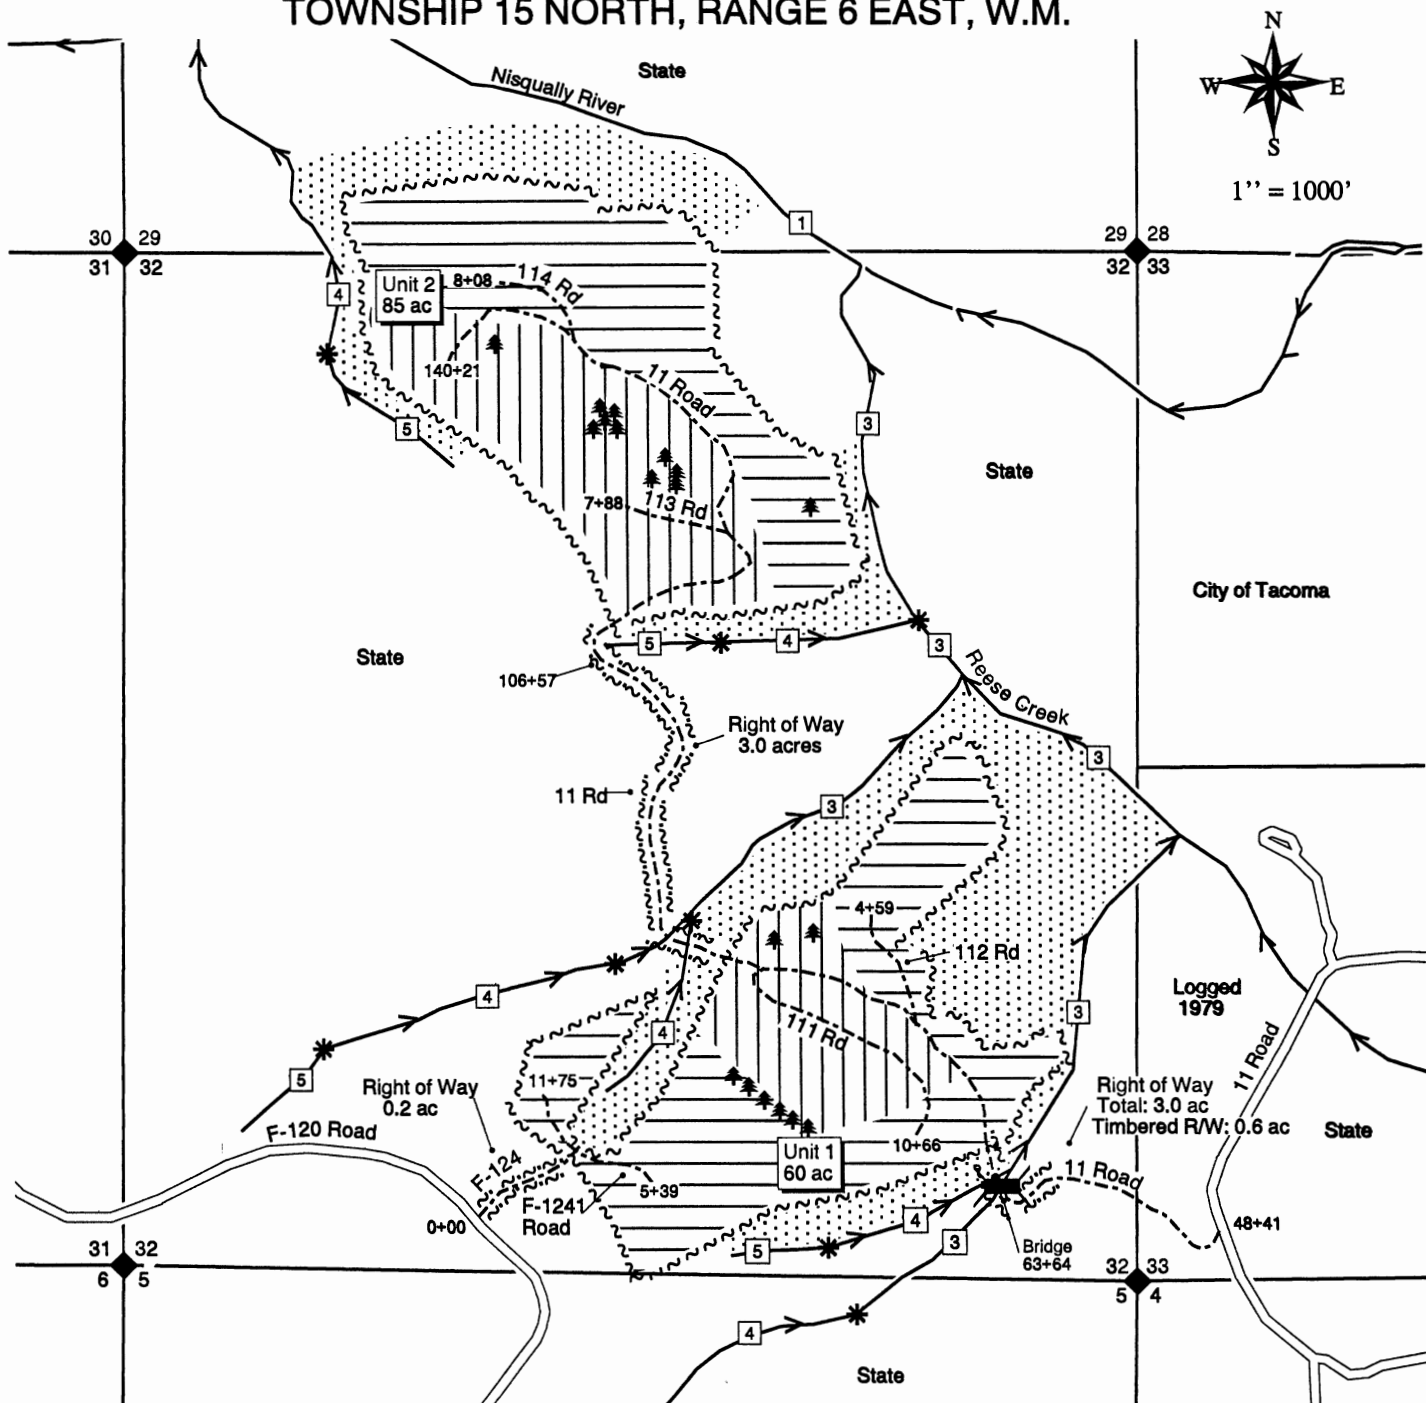 TOWNSHIP 15 NORTH, RANGE 6 EAST, W.M.
N
W E
S
1’’ = 1000’
State
Nisqually River
1
30 29
31 32
29 28
32 33
Unit 2
85 ac
8+08
114 Rd
4
140+21
11 Road
5
3
State
7+88
113 Rd
City of Tacoma
State
5
4
3
106+57
Reese Creek
Right of Way
3.0 acres
3
11 Rd
3
4+59
112 Rd
Logged
1979
4
3
4
111 Rd
11 Road
5
11+75
Right of Way
0.2 ac
Right of Way
Total: 3.0 ac
Timbered R/W: 0.6 ac
State
F-120 Road
10+66
Unit 1
60 ac
F-124
11 Road
5+39
F-1241
Road
0+00
4
48+41
5
3
Bridge
63+64
31 32
6 5
32 33
5 4
4
State